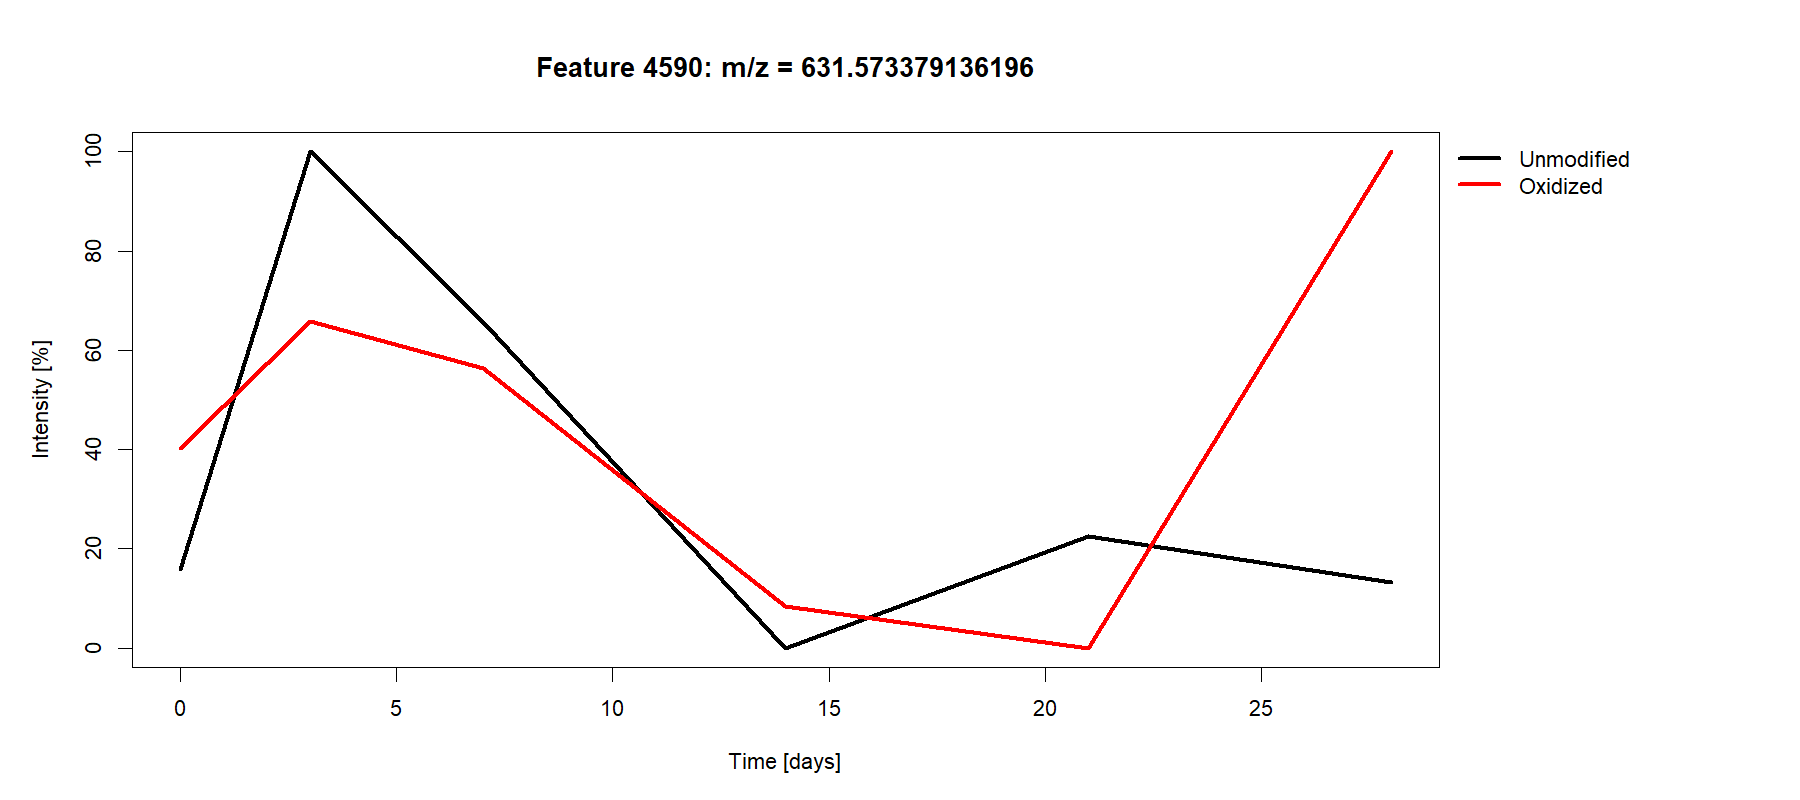 Feature 4590: m/z = 631.573379136196
Unmodified
Oxidized
Intensity [%]
100
80
60
40
20
0
0 5 10 15 20 25
Time [days]